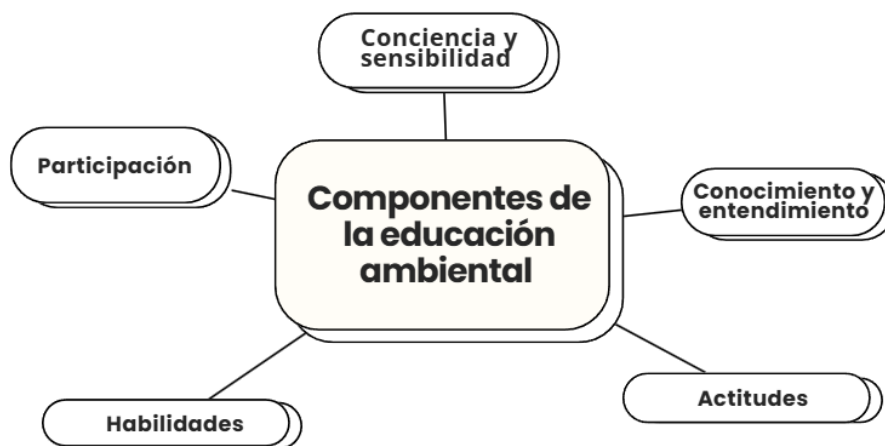 Conciencia y
sensibilidad
Participación
Componentes de
la educación
ambiental
Conocimiento y
entendimiento
Actitudes
Habilidades